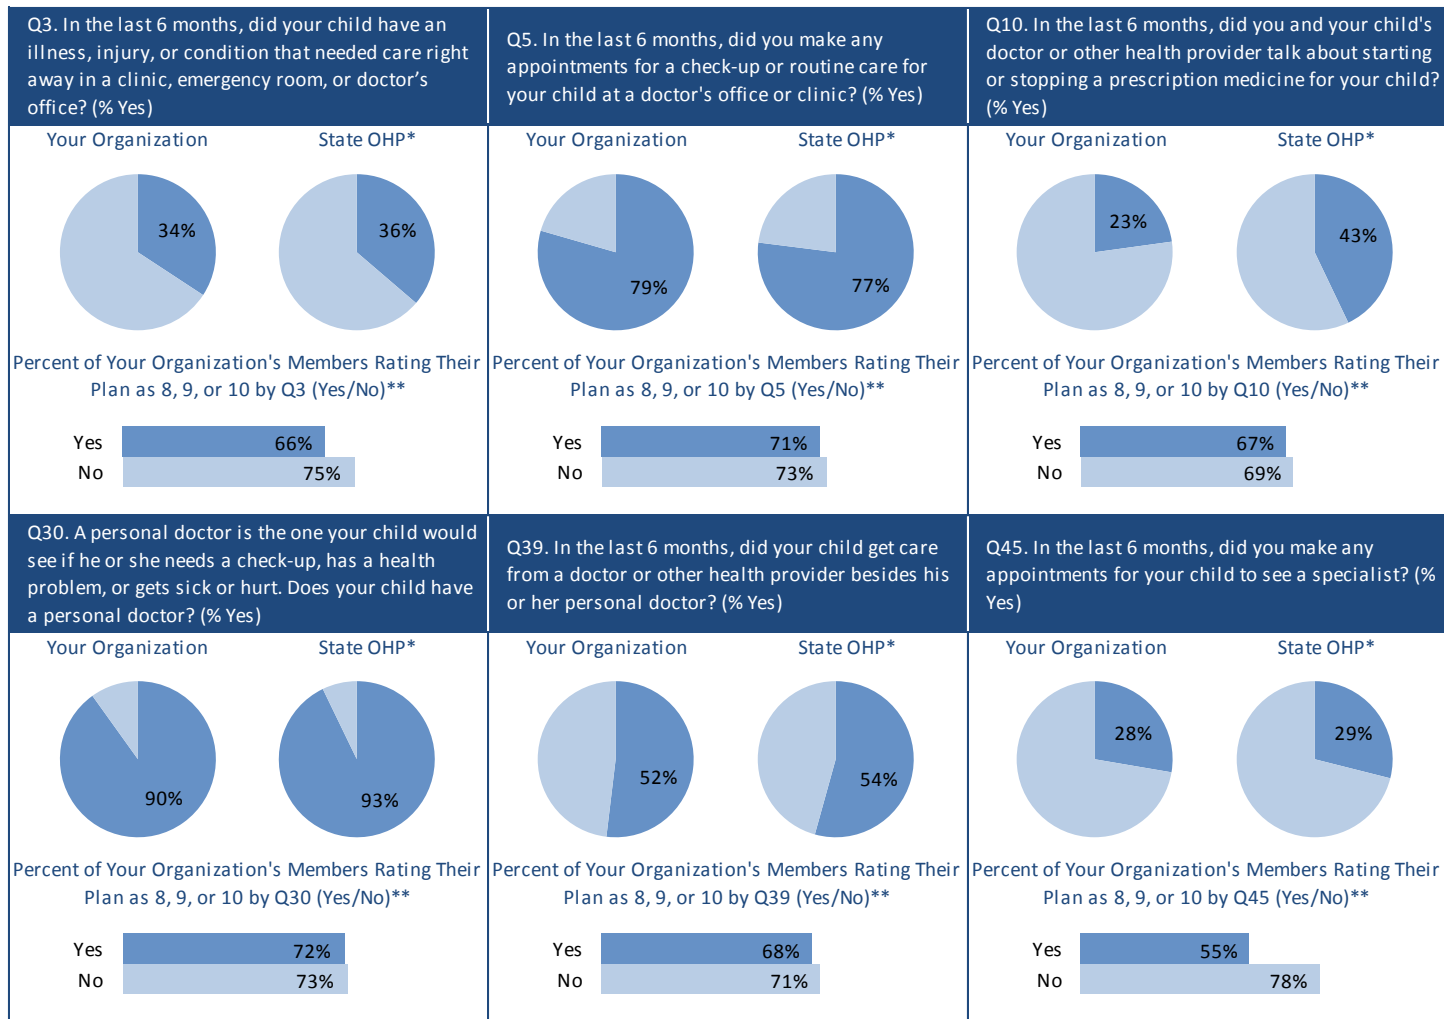 Q3. In the last 6 months, did your child have an
illness, injury, or condition that needed care right
away in a clinic, emergency room, or doctor's
office? (% Yes)
Your Organization State OHP*
34% 36%
Percent of Your Organization's Members Rating Their
Plan as 8, 9, or 10 by Q3 (Yes/No)**
Yes 66%
No 75%
Q5. In the last 6 months, did you make any
appointments for a check-up or routine care for
your child at a doctor's office or clinic? (% Yes)
Your Organization State OHP*
79% 77%
Percent of Your Organization's Members Rating Their
Plan as 8, 9, or 10 by Q5 (Yes/No)**
Yes 71%
No 73%
Q10. In the last 6 months, did you and your child's
doctor or other health provider talk about starting
or stopping a prescription medicine for your child?
(% Yes)
Your Organization State OHP*
23% 43%
Percent of Your Organization's Members Rating Their
Plan as 8, 9, or 10 by Q10 (Yes/No)**
Yes 67%
No 69%
Q30. A personal doctor is the one your child would
see if he or she needs a check-up, has a health
problem, or gets sick or hurt. Does your child have
a personal doctor? (% Yes)
Your Organization State OHP*
90% 93%
Percent of Your Organization's Members Rating Their
Plan as 8, 9, or 10 by Q30 (Yes/No)**
Yes 72%
No 73%
Q39. In the last 6 months, did your child get care
from a doctor or other health provider besides his
or her personal doctor? (% Yes)
Your Organization State OHP*
52% 54%
Percent of Your Organization's Members Rating Their
Plan as 8, 9, or 10 by Q39 (Yes/No)**
Yes 68%
No 71%
Q45. In the last 6 months, did you make any
appointments for your child to see a specialist? (%
Yes)
Your Organization State OHP*
28% 29%
Percent of Your Organization's Members Rating Their
Plan as 8, 9, or 10 by Q45 (Yes/No)**
Yes 55%
No 78%